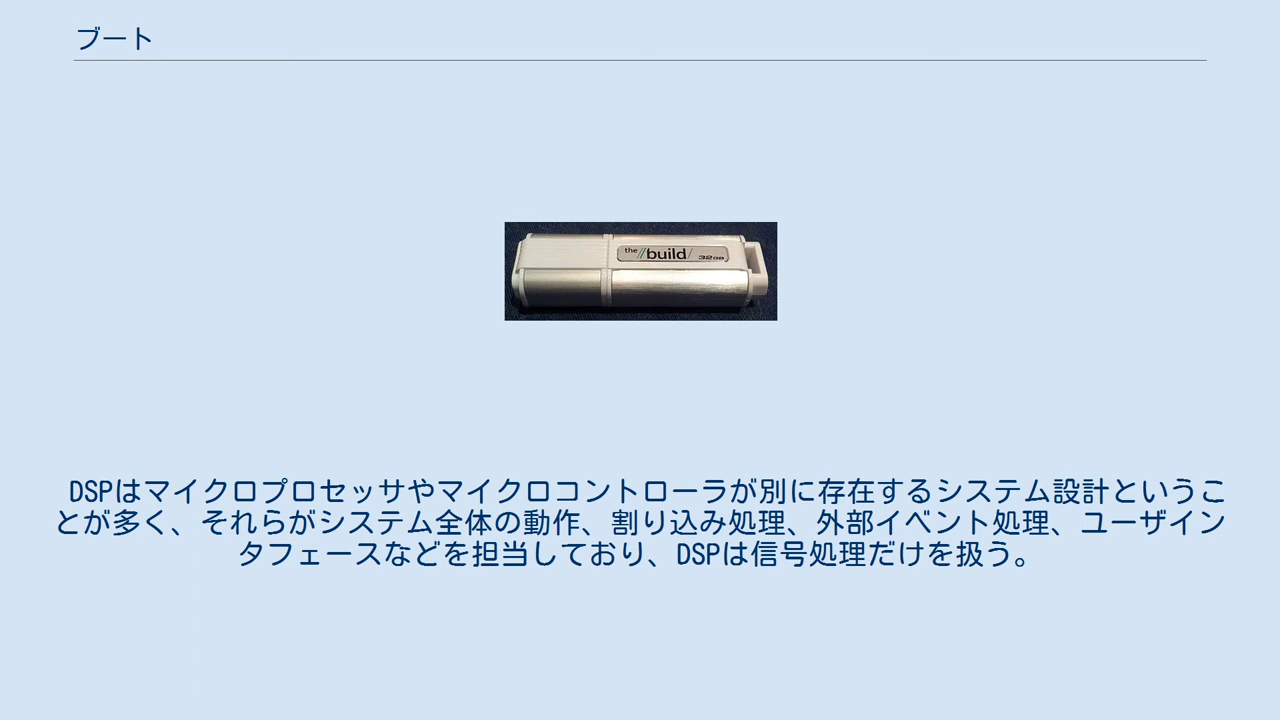 ブート
the //build/ 32GB
DSPはマイクロプロセッサやマイクロコントローラが別に存在するシステム設計というこ
とが多く、それらがシステム全体の動作、割り込み処理、外部イベント処理、ユーザイン
タフェースなどを担当しており、DSPは信号処理だけを扱う。